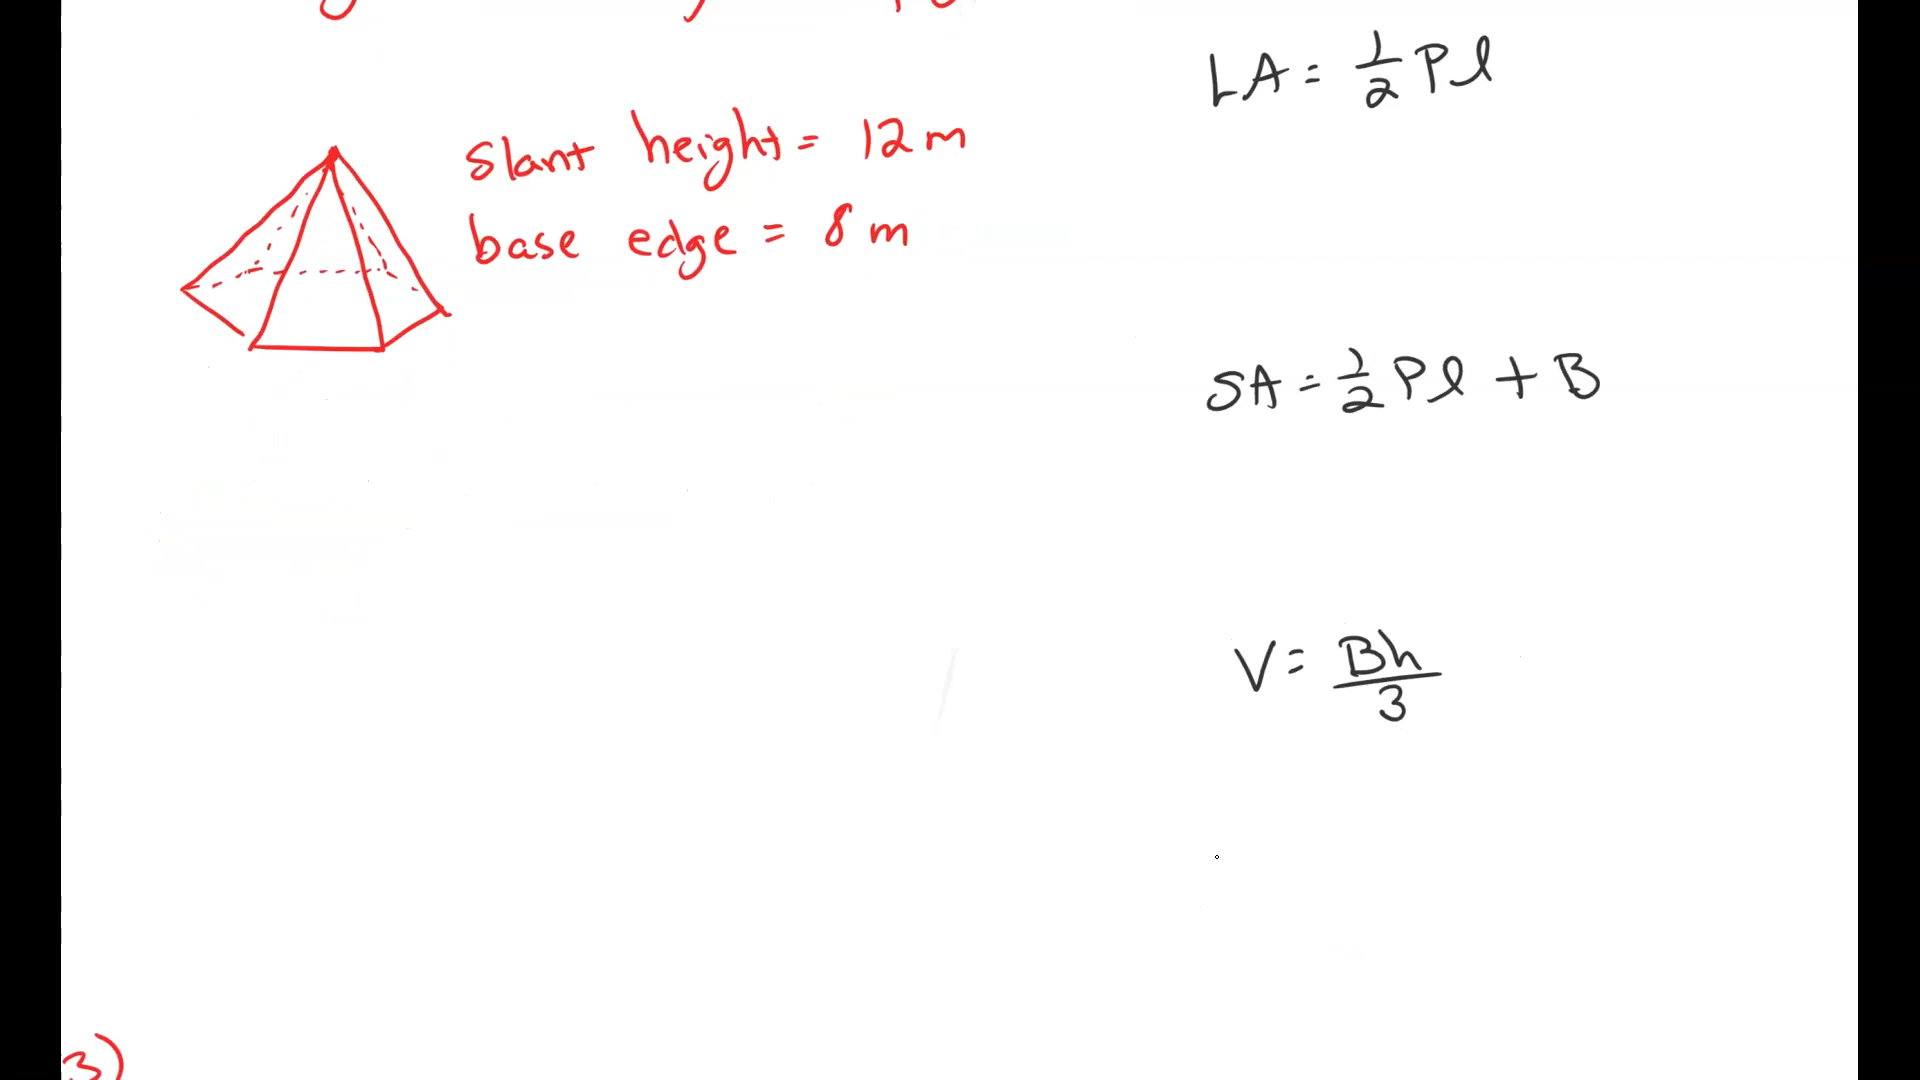 slant height = 12 m
base edge = 8 m
LA = 1/2 Pl
SA = 1/2 Pl + B
V = Bh/3
3)